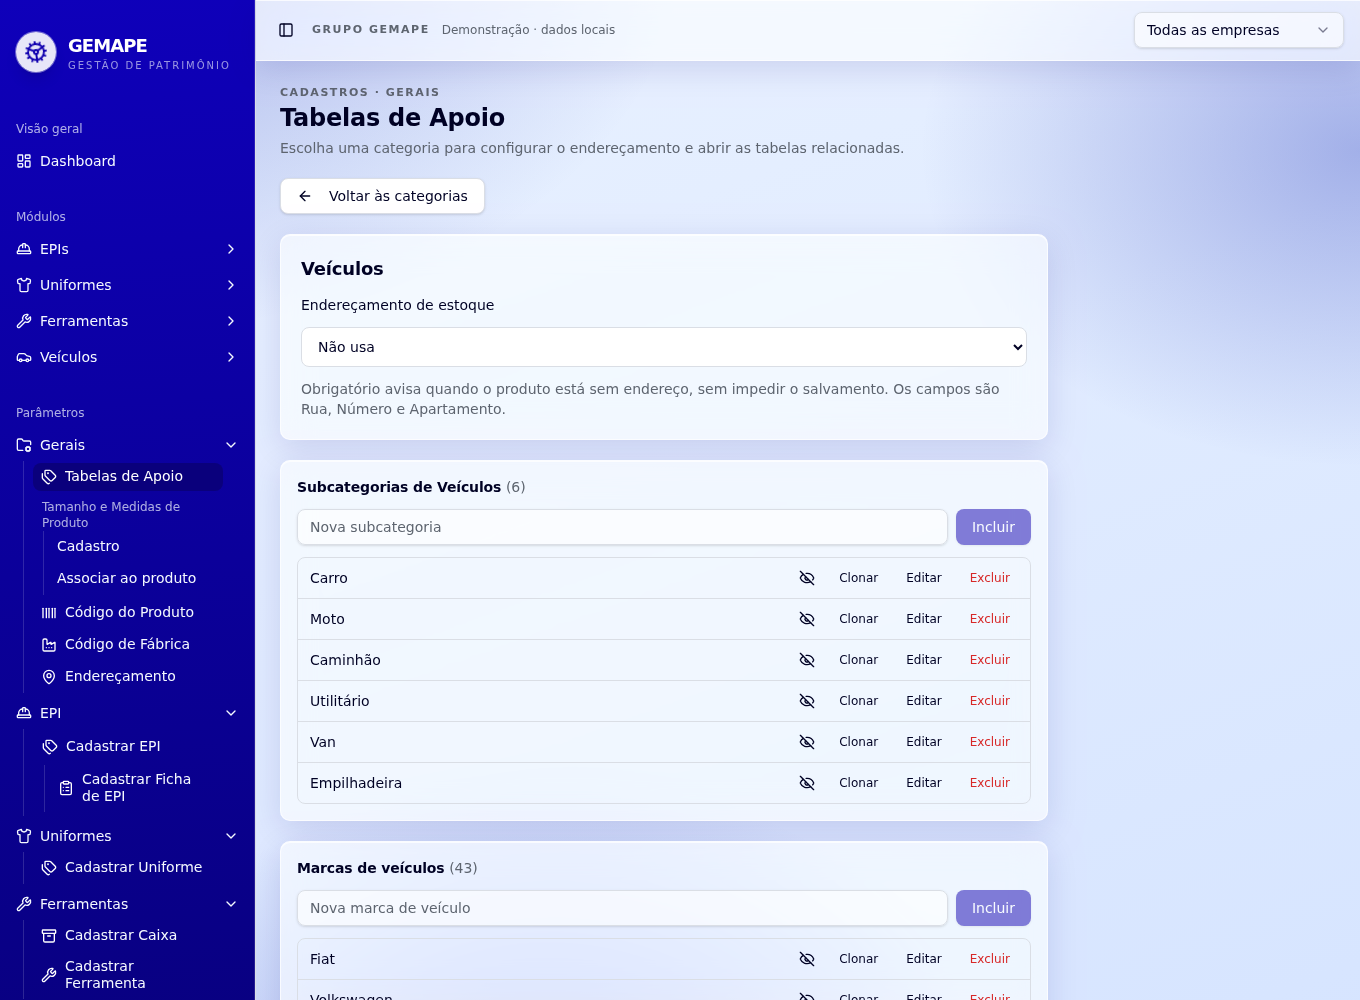 GEMAPE
GESTÃO DE PATRIMÔNIO
Visão geral
Dashboard
Módulos
EPIs
Uniformes
Ferramentas
Veículos
Parâmetros
Gerais
Tabelas de Apoio
Tamanho e Medidas de
Produto
Cadastro
Associar ao produto
Código do Produto
Código de Fábrica
Endereçamento
EPI
Cadastrar EPI
Cadastrar Ficha
de EPI
Uniformes
Cadastrar Uniforme
Ferramentas
Cadastrar Caixa
Cadastrar
Ferramenta
GRUPO GEMAPE Demonstração · dados locais
Todas as empresas
CADASTROS · GERAIS
Tabelas de Apoio
Escolha uma categoria para configurar o endereçamento e abrir as tabelas relacionadas.
Voltar às categorias
Veículos
Endereçamento de estoque
Não usa
Obrigatório avisa quando o produto está sem endereço, sem impedir o salvamento. Os campos são
Rua, Número e Apartamento.
Subcategorias de Veículos (6)
Nova subcategoria Incluir
Carro Clonar Editar Excluir
Moto Clonar Editar Excluir
Caminhão Clonar Editar Excluir
Utilitário Clonar Editar Excluir
Van Clonar Editar Excluir
Empilhadeira Clonar Editar Excluir
Marcas de veículos (43)
Nova marca de veículo Incluir
Fiat Clonar Editar Excluir
Volkswagen Clonar Editar Excluir